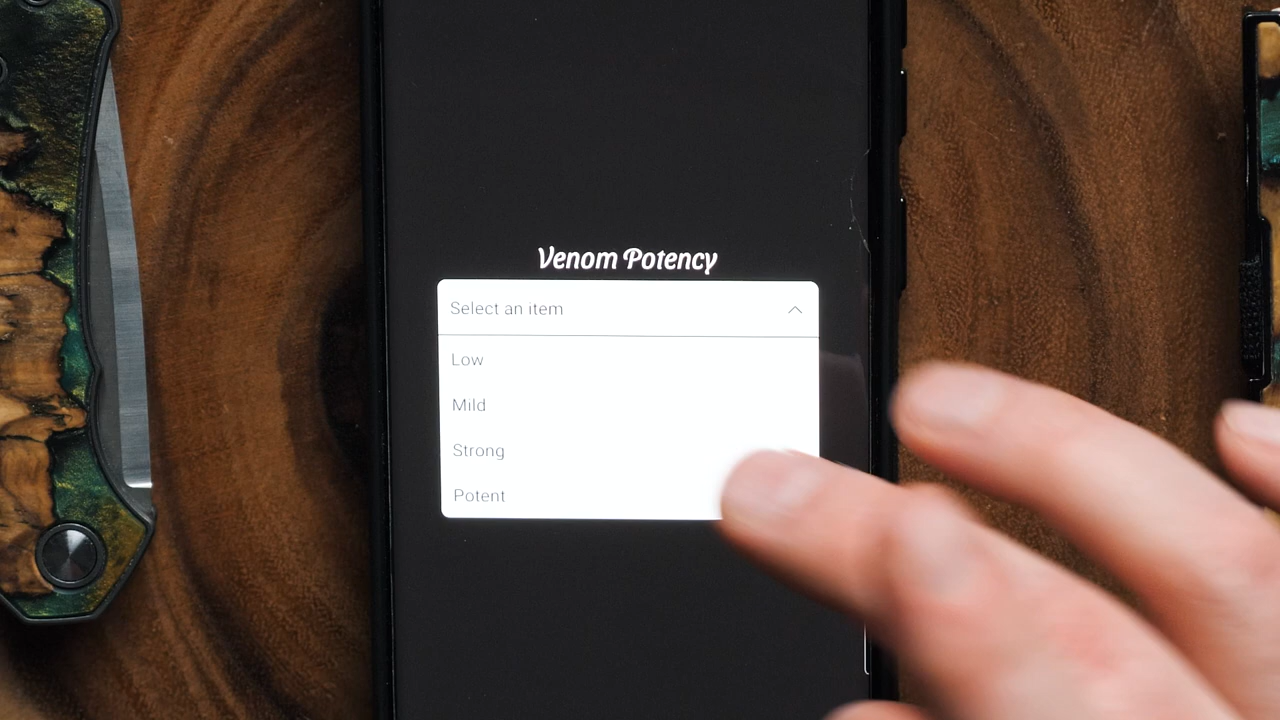 Venom Potency
Select an item
Low
Mild
Strong
Potent